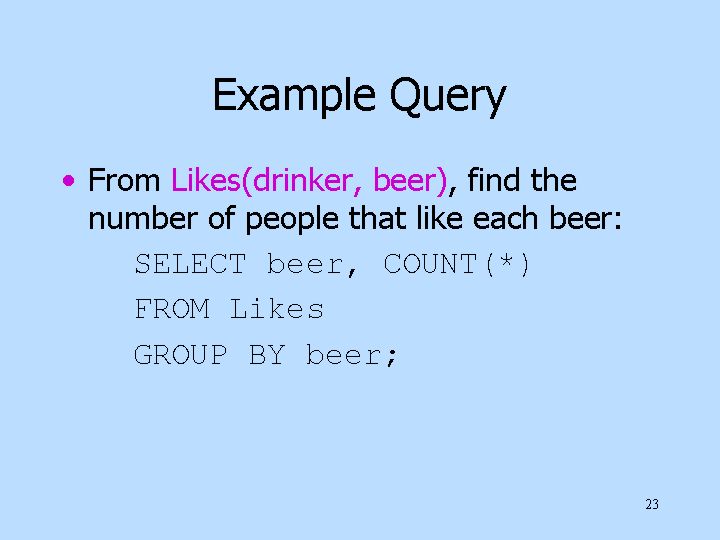 Example Query
• From Likes(drinker, beer), find the
number of people that like each beer:
SELECT beer, COUNT(*)
FROM Likes
GROUP BY beer;
23